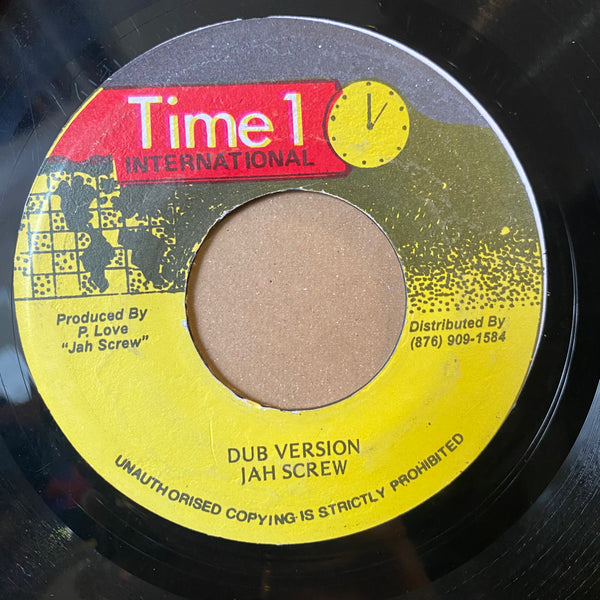 Time 1
INTERNATIONAL
Produced By
P. Love
"Jah Screw"
Distributed By
(876) 909-1584
DUB VERSION
JAH SCREW
UNAUTHORISED COPYING IS STRICTLY PROHIBITED